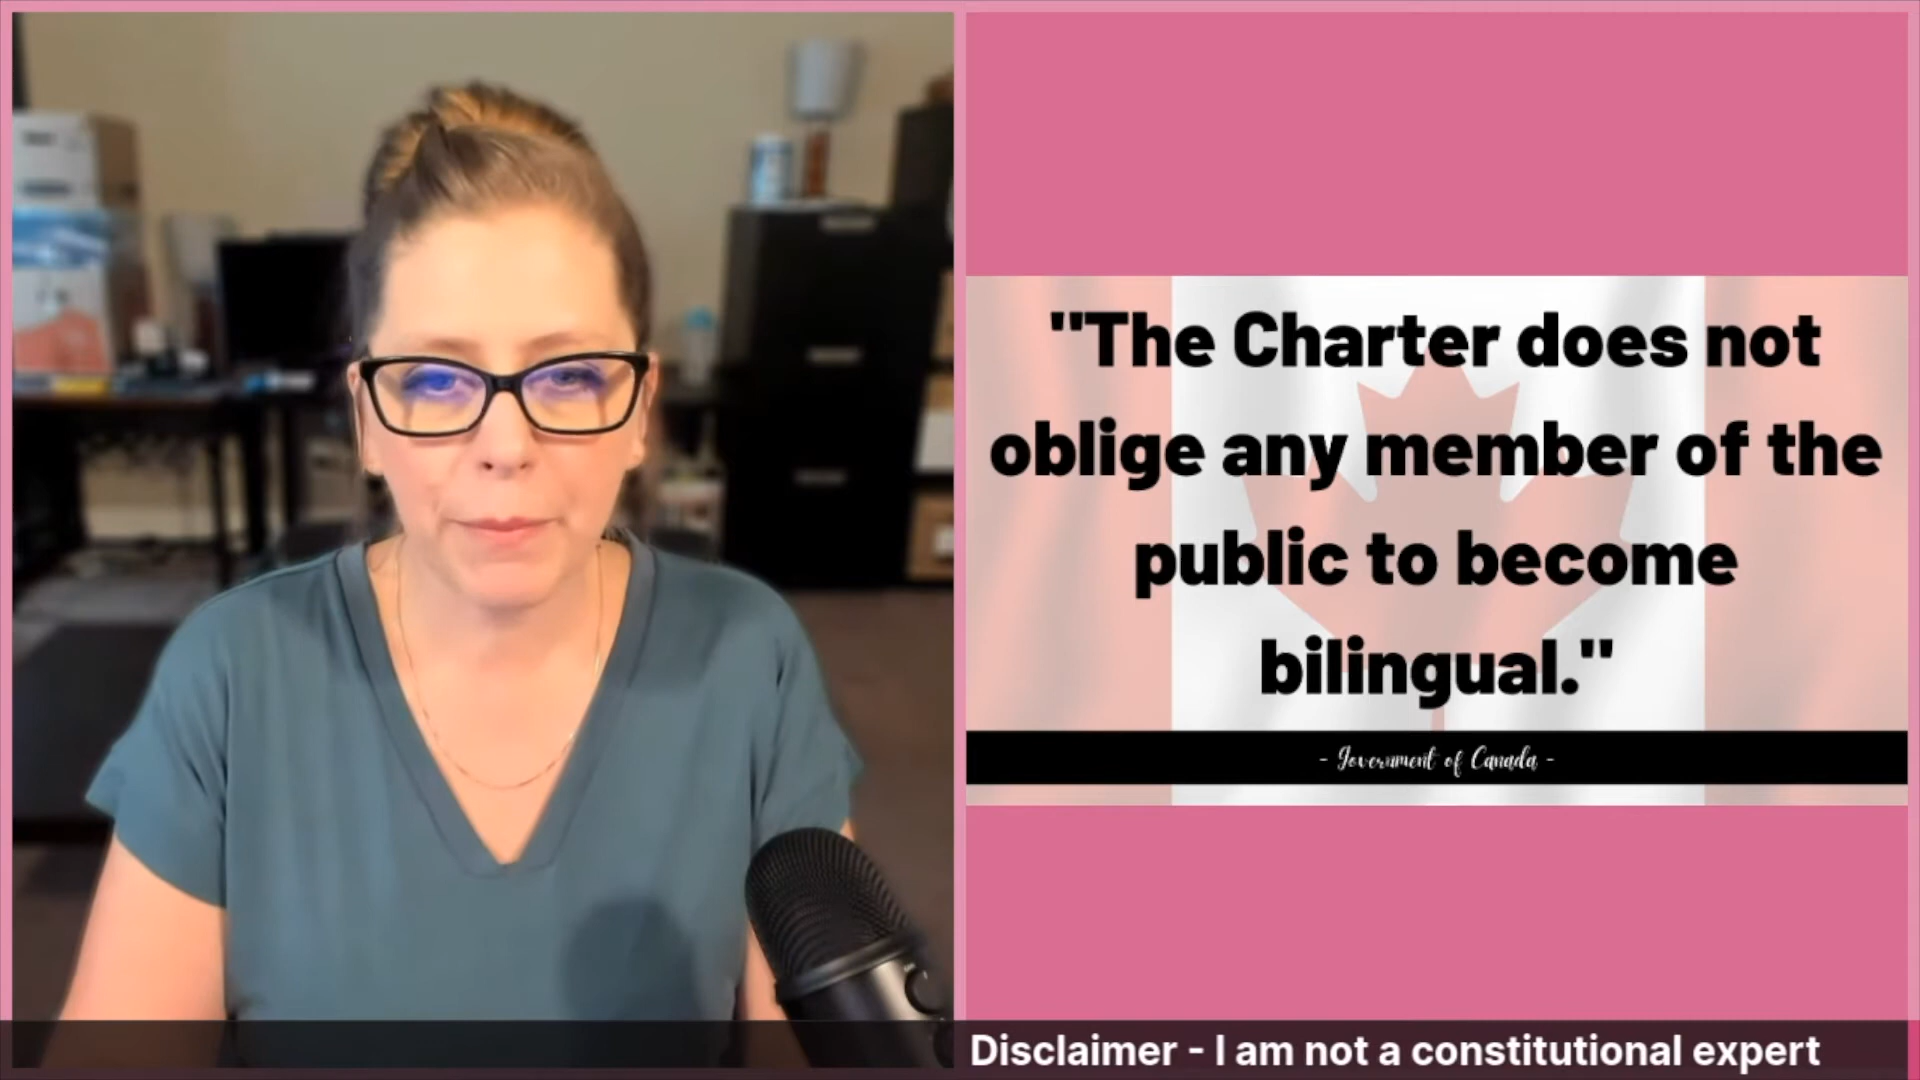 "The Charter does not
oblige any member of the
public to become
bilingual."
- Government of Canada -
Disclaimer - I am not a constitutional expert